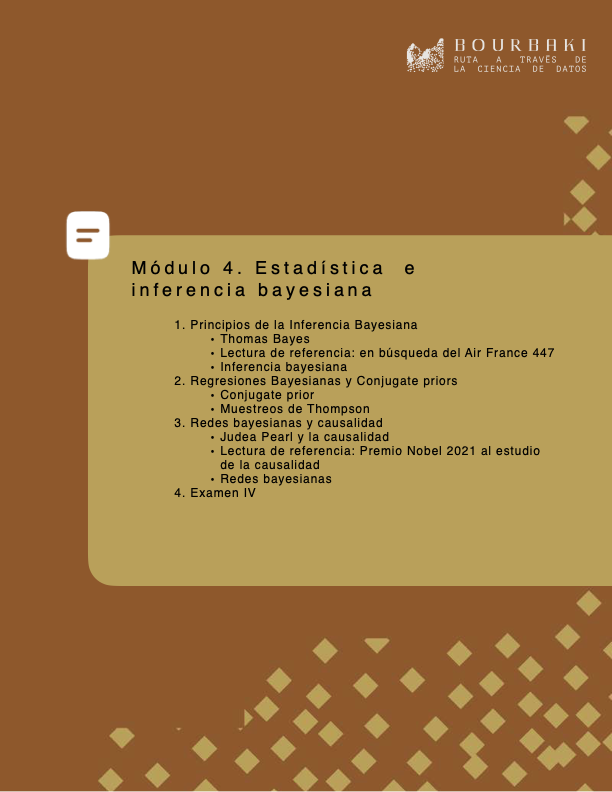 BOURBAKI
RUTA A TRAVÉS DE
LA CIENCIA DE DATOS
Módulo 4. Estadística e
inferencia bayesiana
1. Principios de la Inferencia Bayesiana
• Thomas Bayes
• Lectura de referencia: en búsqueda del Air France 447
• Inferencia bayesiana
2. Regresiones Bayesianas y Conjugate priors
• Conjugate prior
• Muestreos de Thompson
3. Redes bayesianas y causalidad
• Judea Pearl y la causalidad
• Lectura de referencia: Premio Nobel 2021 al estudio
de la causalidad
• Redes bayesianas
4. Examen IV